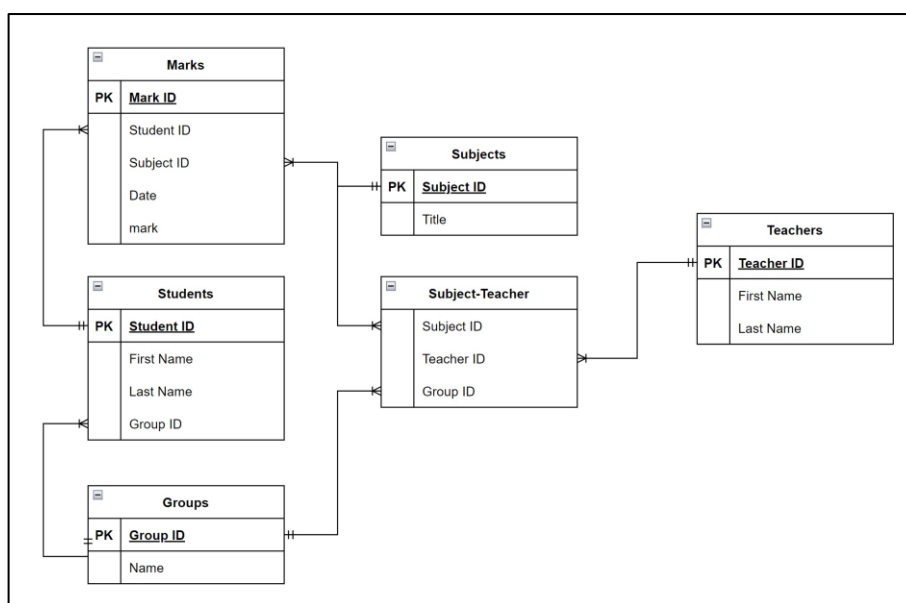 Marks
PK Mark ID
Student ID
Subject ID
Date
mark
Subjects
PK Subject ID
Title
Teachers
PK Teacher ID
First Name
Last Name
Students
PK Student ID
First Name
Last Name
Group ID
Subject-Teacher
Subject ID
Teacher ID
Group ID
Groups
PK Group ID
Name